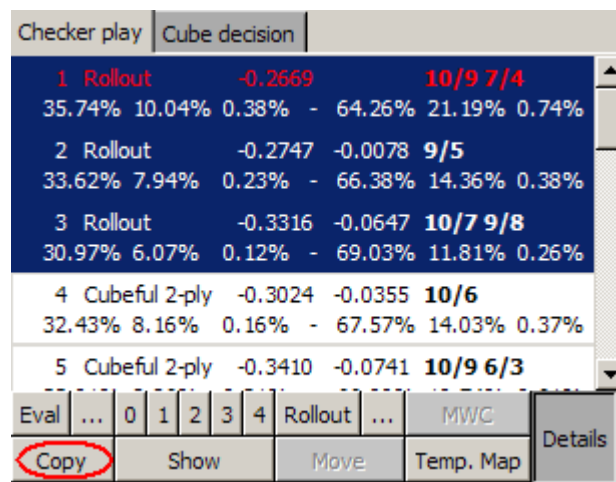 Checker play Cube decision
1 Rollout -0.2669 10/9 7/4
35.74% 10.04% 0.38% - 64.26% 21.19% 0.74%
2 Rollout -0.2747 -0.0078 9/5
33.62% 7.94% 0.23% - 66.38% 14.36% 0.38%
3 Rollout -0.3316 -0.0647 10/7 9/8
30.97% 6.07% 0.12% - 69.03% 11.81% 0.26%
4 Cubeful 2-ply -0.3024 -0.0355 10/6
32.43% 8.16% 0.16% - 67.57% 14.03% 0.37%
5 Cubeful 2-ply -0.3410 -0.0741 10/9 6/3
Eval ... 0 1 2 3 4 Rollout ... MWC
Details
Copy Show Move Temp. Map